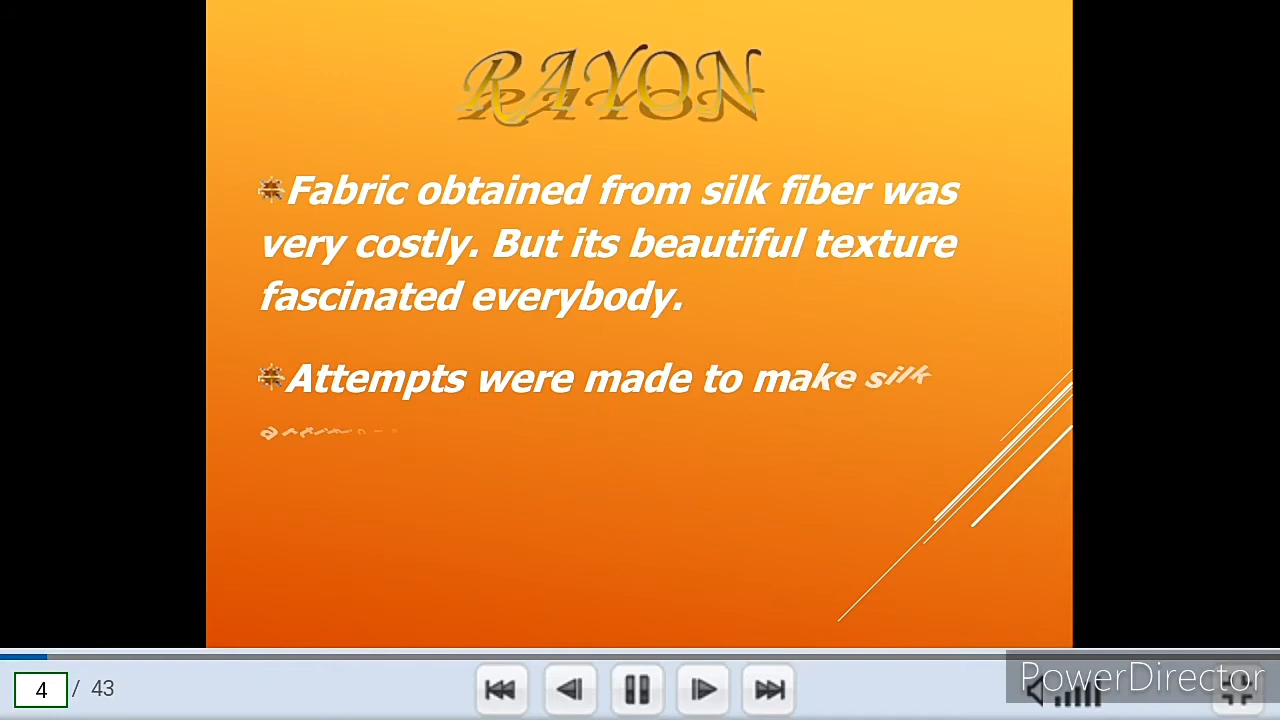 RAYON
Fabric obtained from silk fiber was
very costly. But its beautiful texture
fascinated everybody.
Attempts were made to make silk
4 / 43
PowerDirector